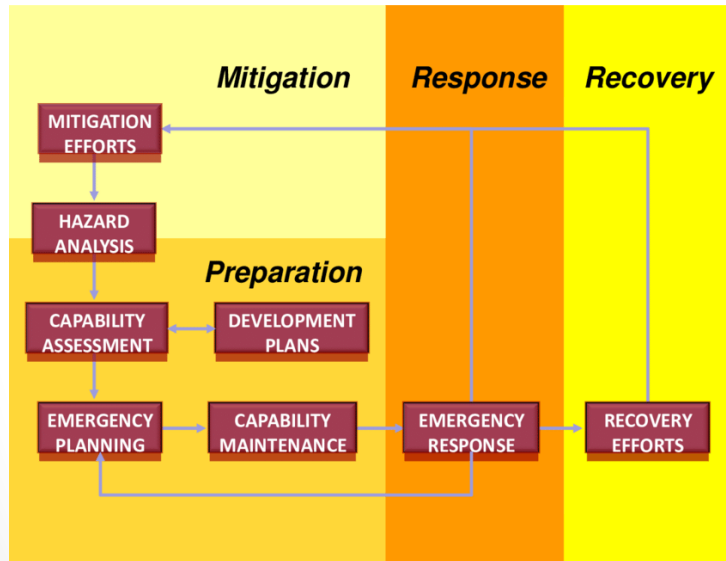 Mitigation
Response
Recovery
MITIGATION
EFFORTS
HAZARD
ANALYSIS
Preparation
CAPABILITY
ASSESSMENT
DEVELOPMENT
PLANS
EMERGENCY
PLANNING
CAPABILITY
MAINTENANCE
EMERGENCY
RESPONSE
RECOVERY
EFFORTS